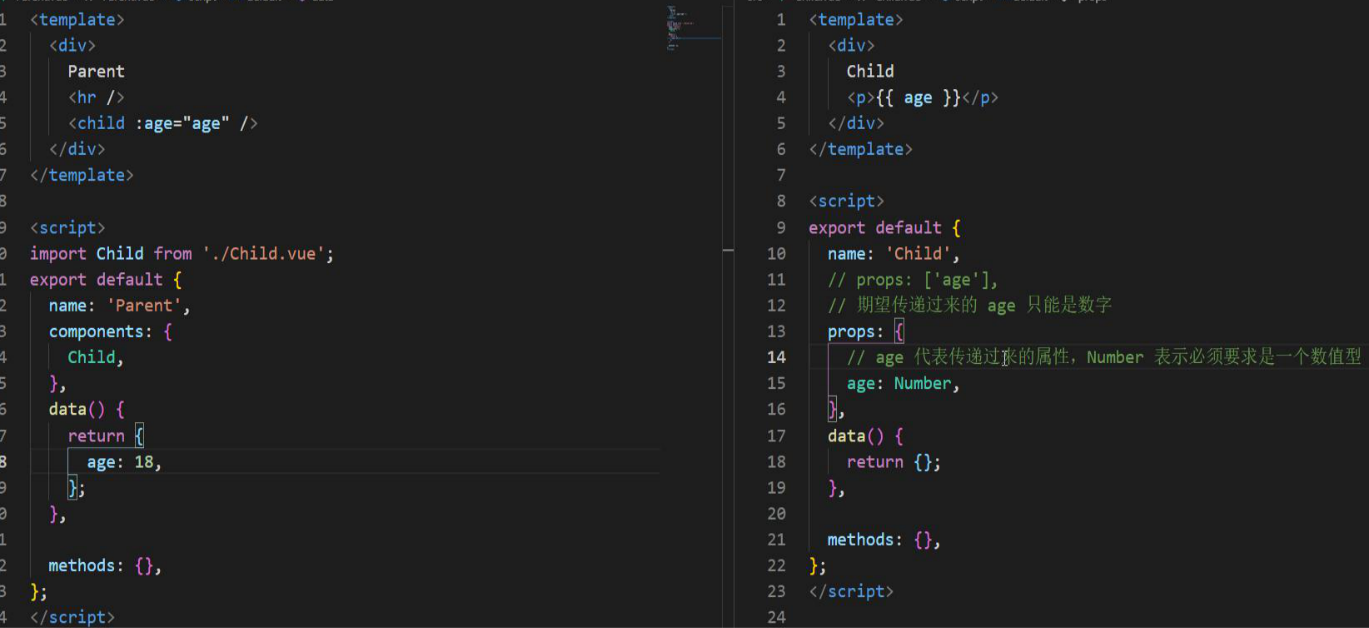 1 <template>
2 <div>
3 Parent
4 <hr />
5 <child :age="age" />
6 </div>
7 </template>
8
9 <script>
0 import Child from './Child.vue';
1 export default {
2 name: 'Parent',
3 components: {
4 Child,
5 },
6 data() {
7 return {
8 age: 18,
9 };
0 },
1
2 methods: {},
3 };
4 </script>
1 <template>
2 <div>
3 Child
4 <p>{{ age }}</p>
5 </div>
6 </template>
7
8 <script>
9 export default {
10 name: 'Child',
11 // props: ['age'],
12 // 期望传递过来的 age 只能是数字
13 props: {
14 // age 代表传递过来的属性，Number 表示必须要求是一个数值型
15 age: Number,
16 },
17 data() {
18 return {};
19 },
20
21 methods: {},
22 };
23 </script>
24